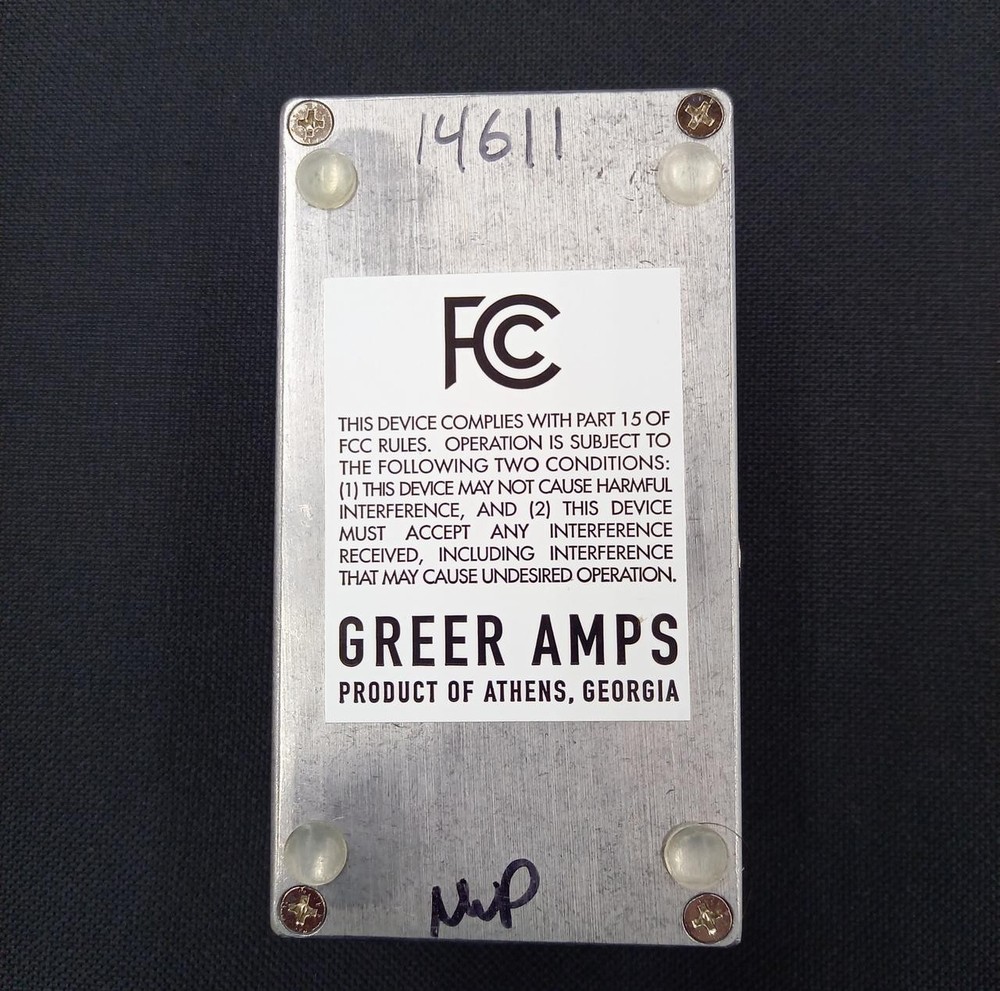 14611
FCC
THIS DEVICE COMPLIES WITH PART 15 OF
FCC RULES. OPERATION IS SUBJECT TO
THE FOLLOWING TWO CONDITIONS:
(1) THIS DEVICE MAY NOT CAUSE HARMFUL
INTERFERENCE, AND (2) THIS DEVICE
MUST ACCEPT ANY INTERFERENCE
RECEIVED, INCLUDING INTERFERENCE
THAT MAY CAUSE UNDESIRED OPERATION.
GREER AMPS
PRODUCT OF ATHENS, GEORGIA